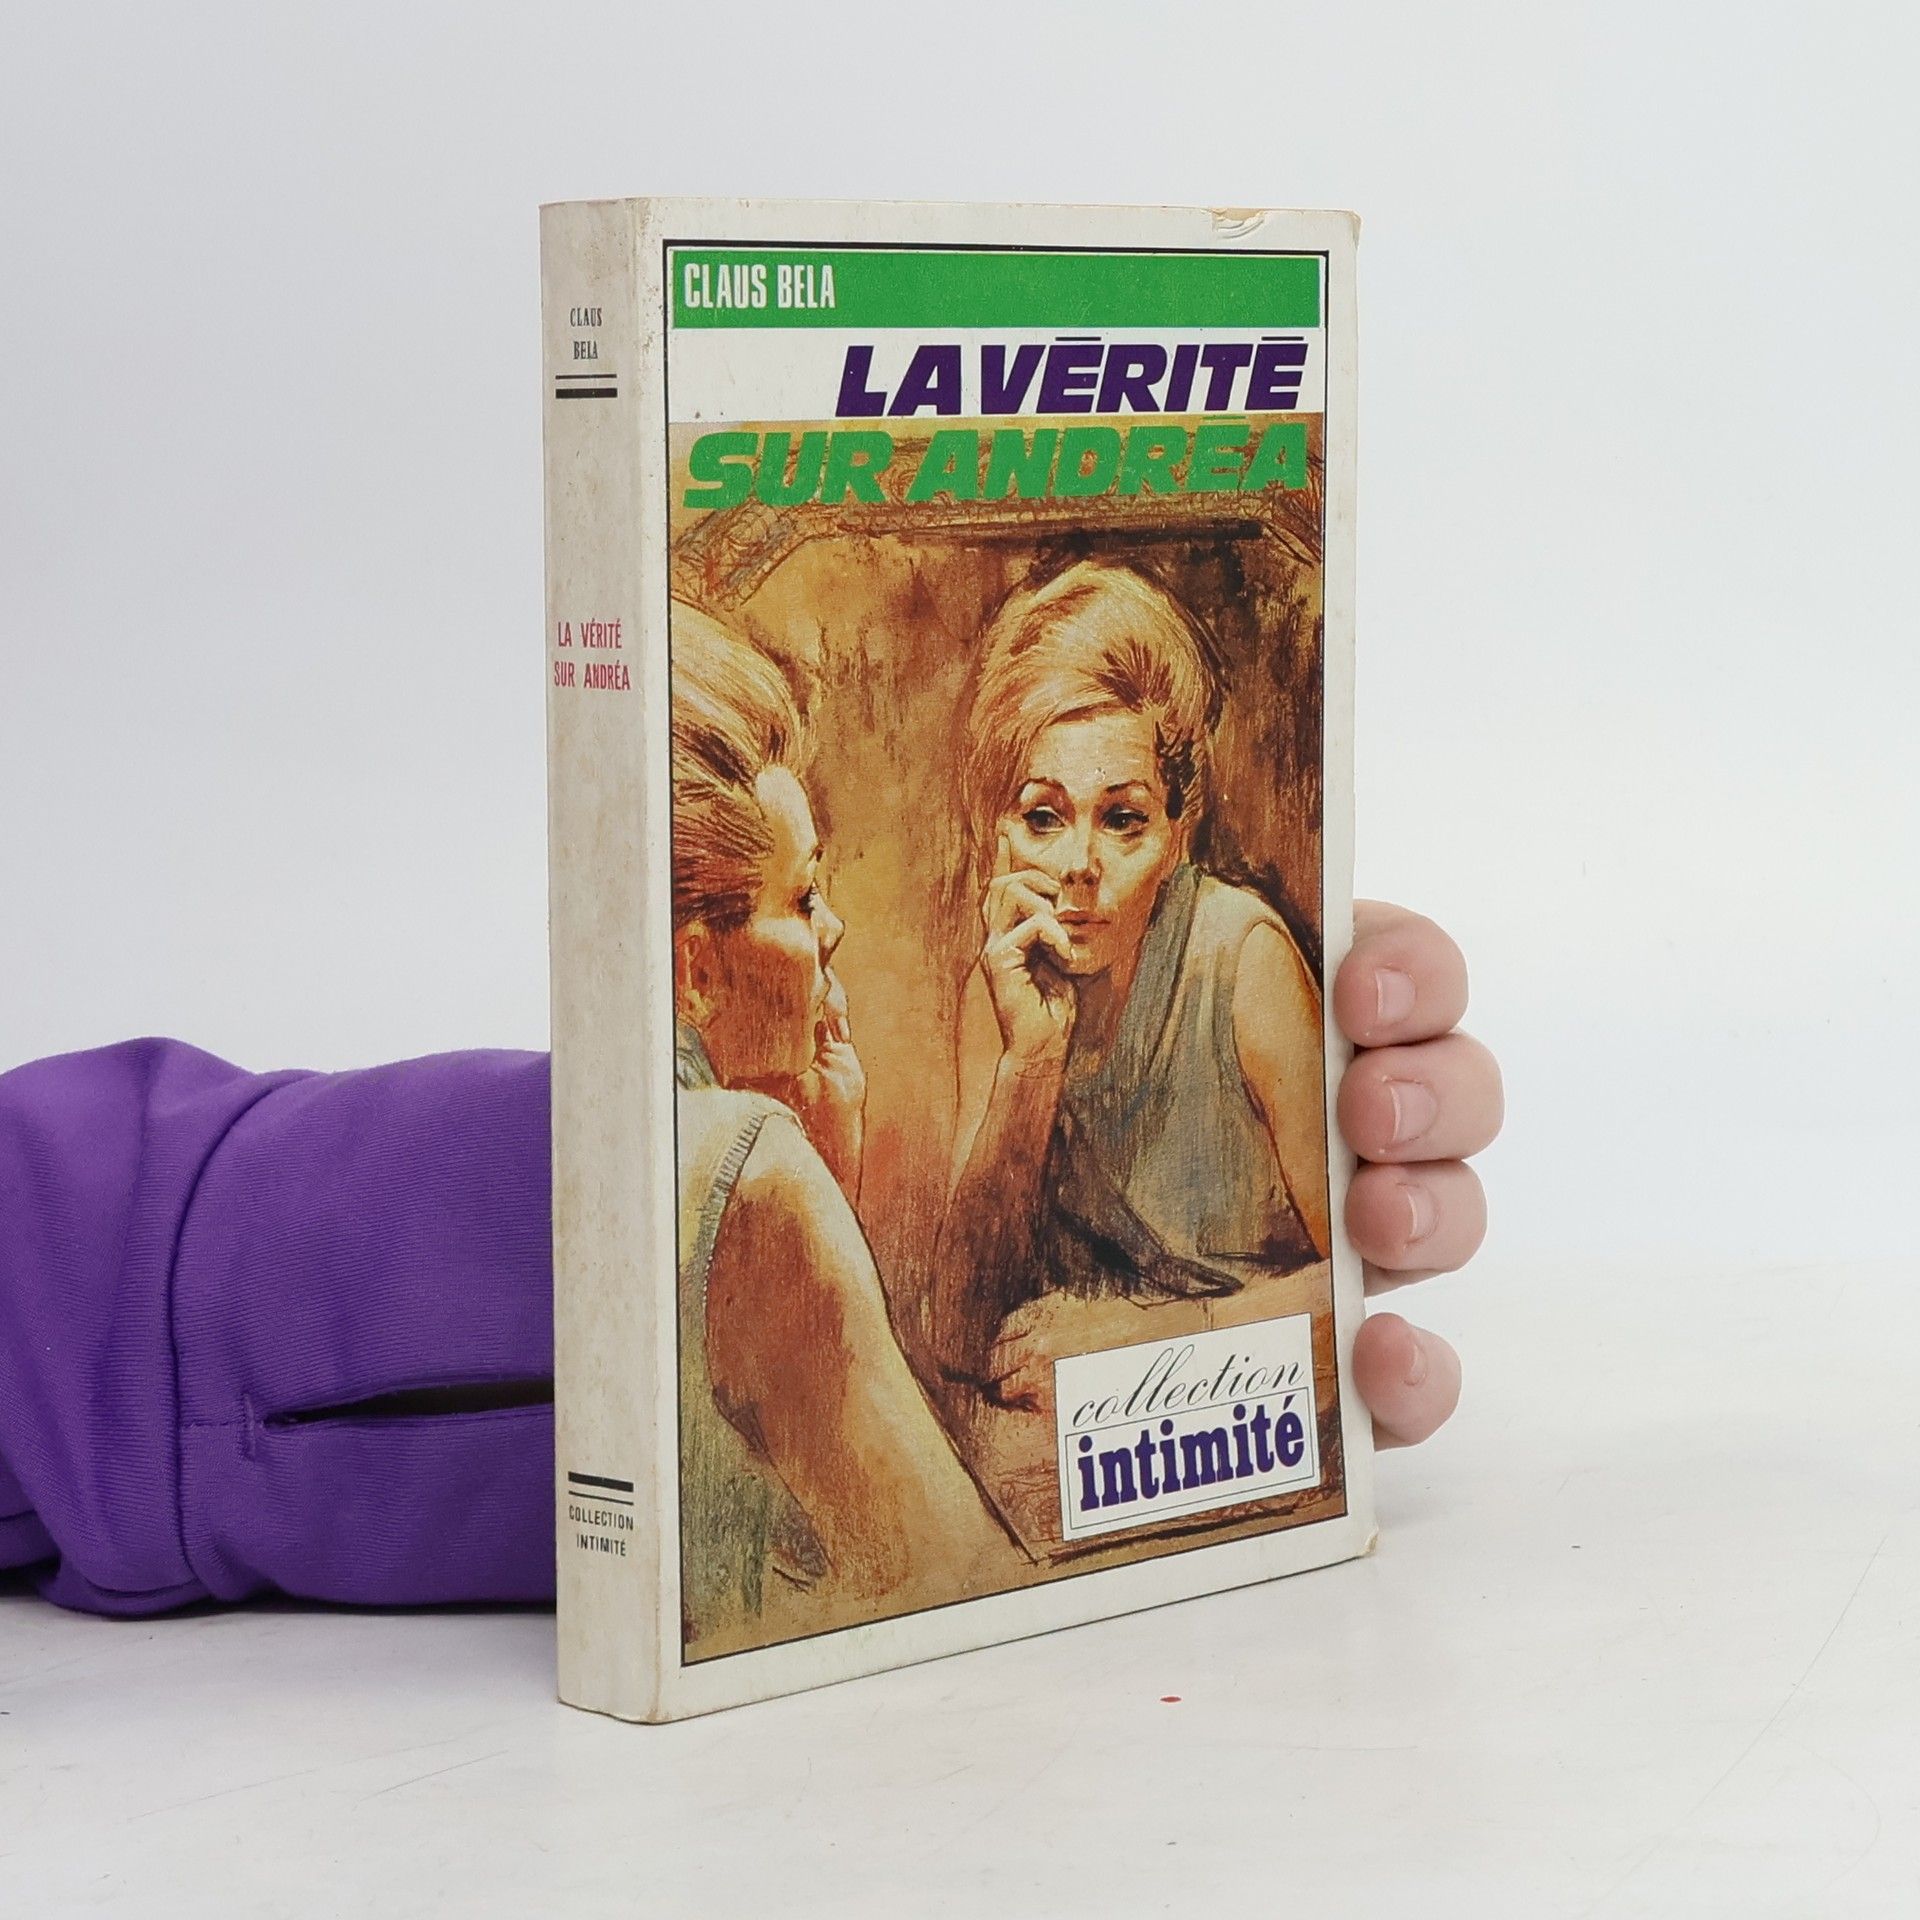 CLAUS
BELA
LA VÉRITÉ
SUR ANDRÉA
COLLECTION
INTIMITÉ
CLAUS BELA
LA VÉRITÉ
SUR ANDRÉA
collection
intimité